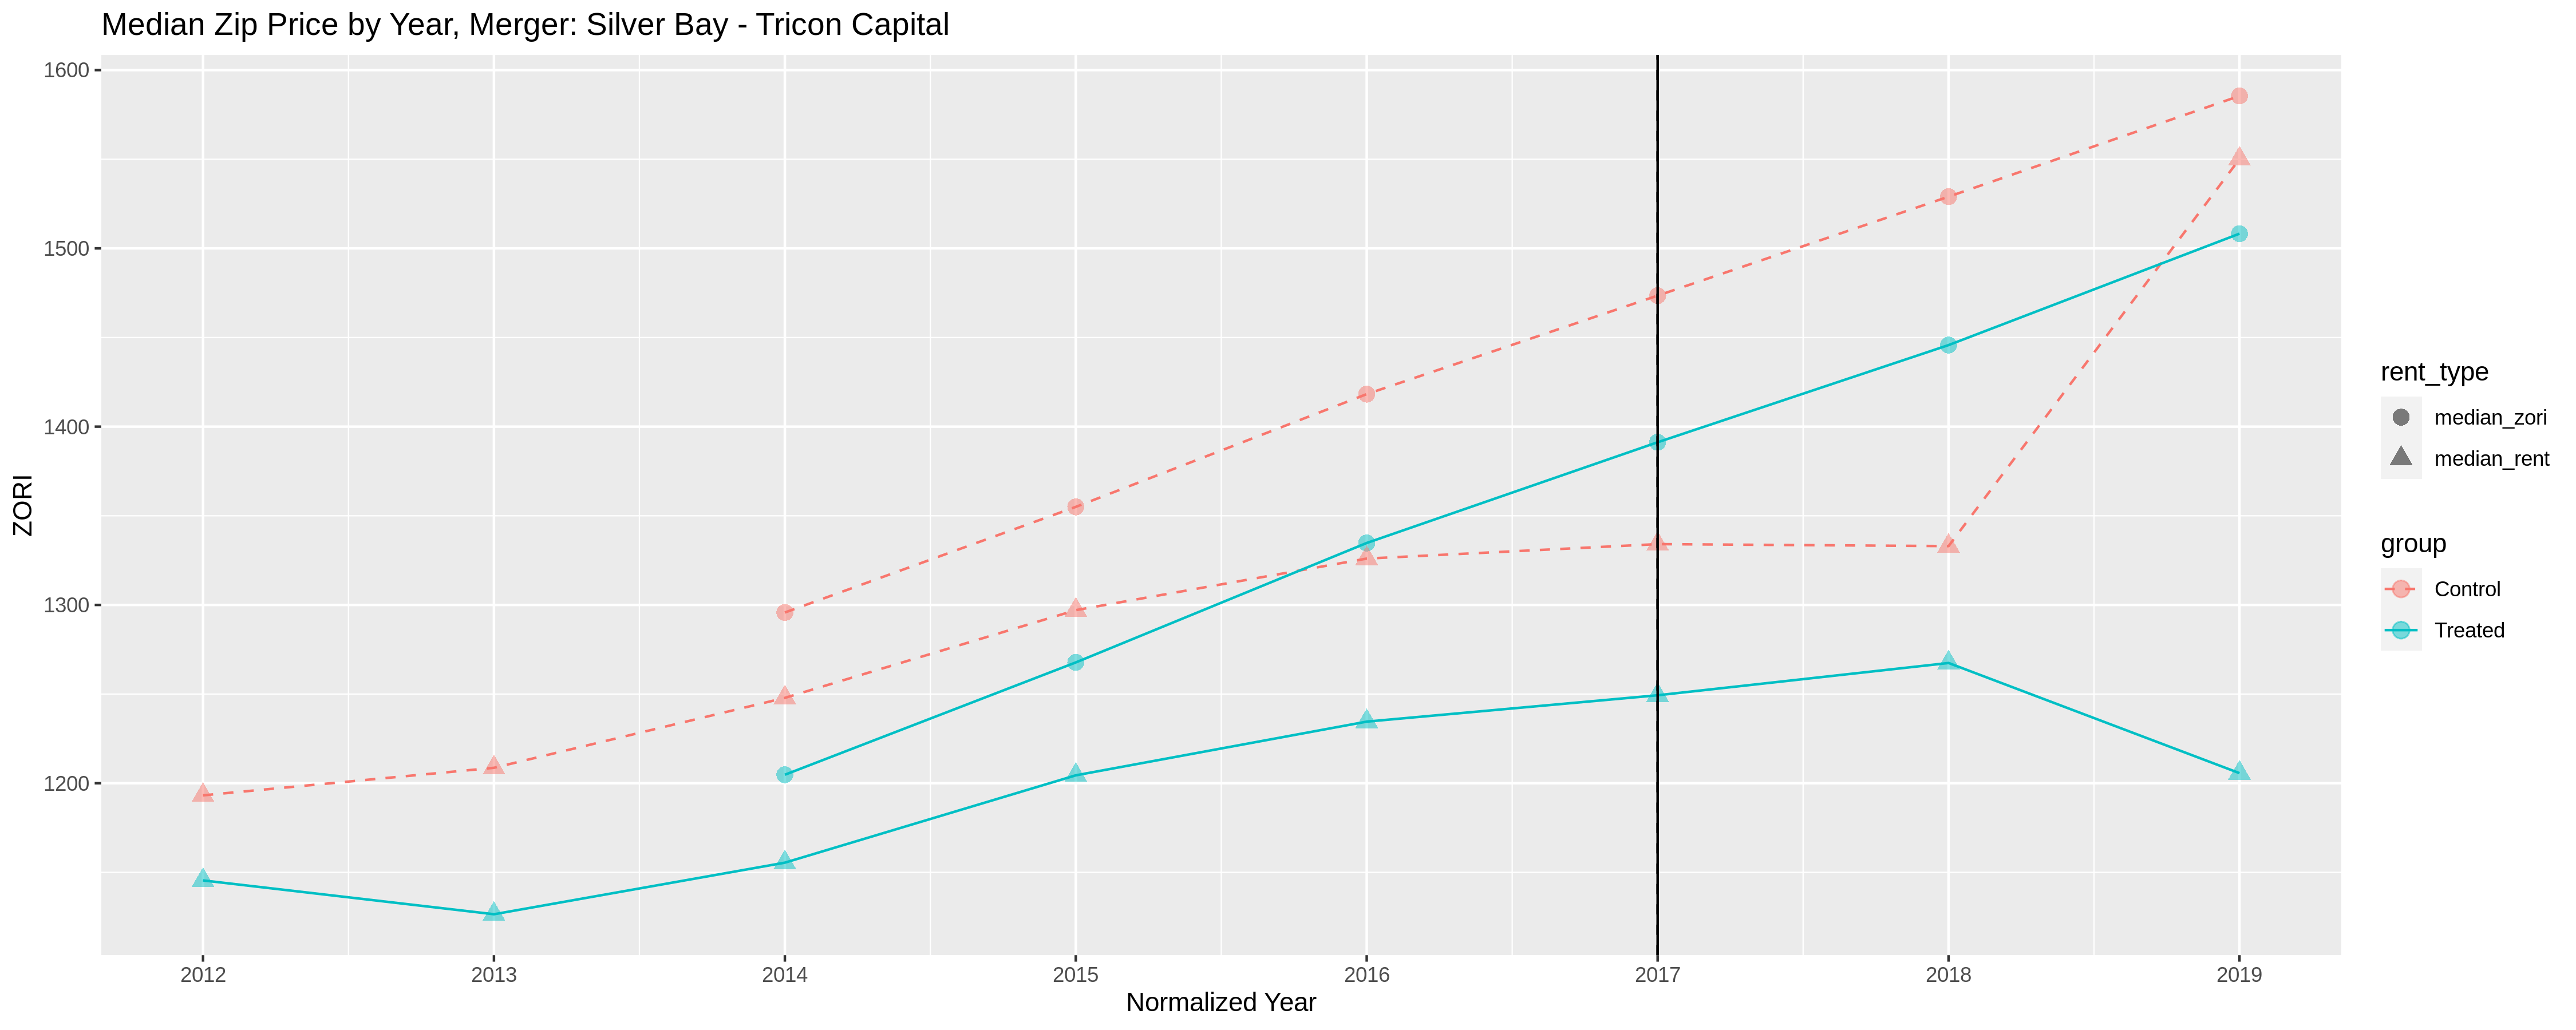 Median Zip Price by Year, Merger: Silver Bay - Tricon Capital
1600
1500
1400
1300
1200
ZORI
2012 2013 2014 2015 2016 2017 2018 2019
Normalized Year
rent_type
median_zori
median_rent
group
Control
Treated